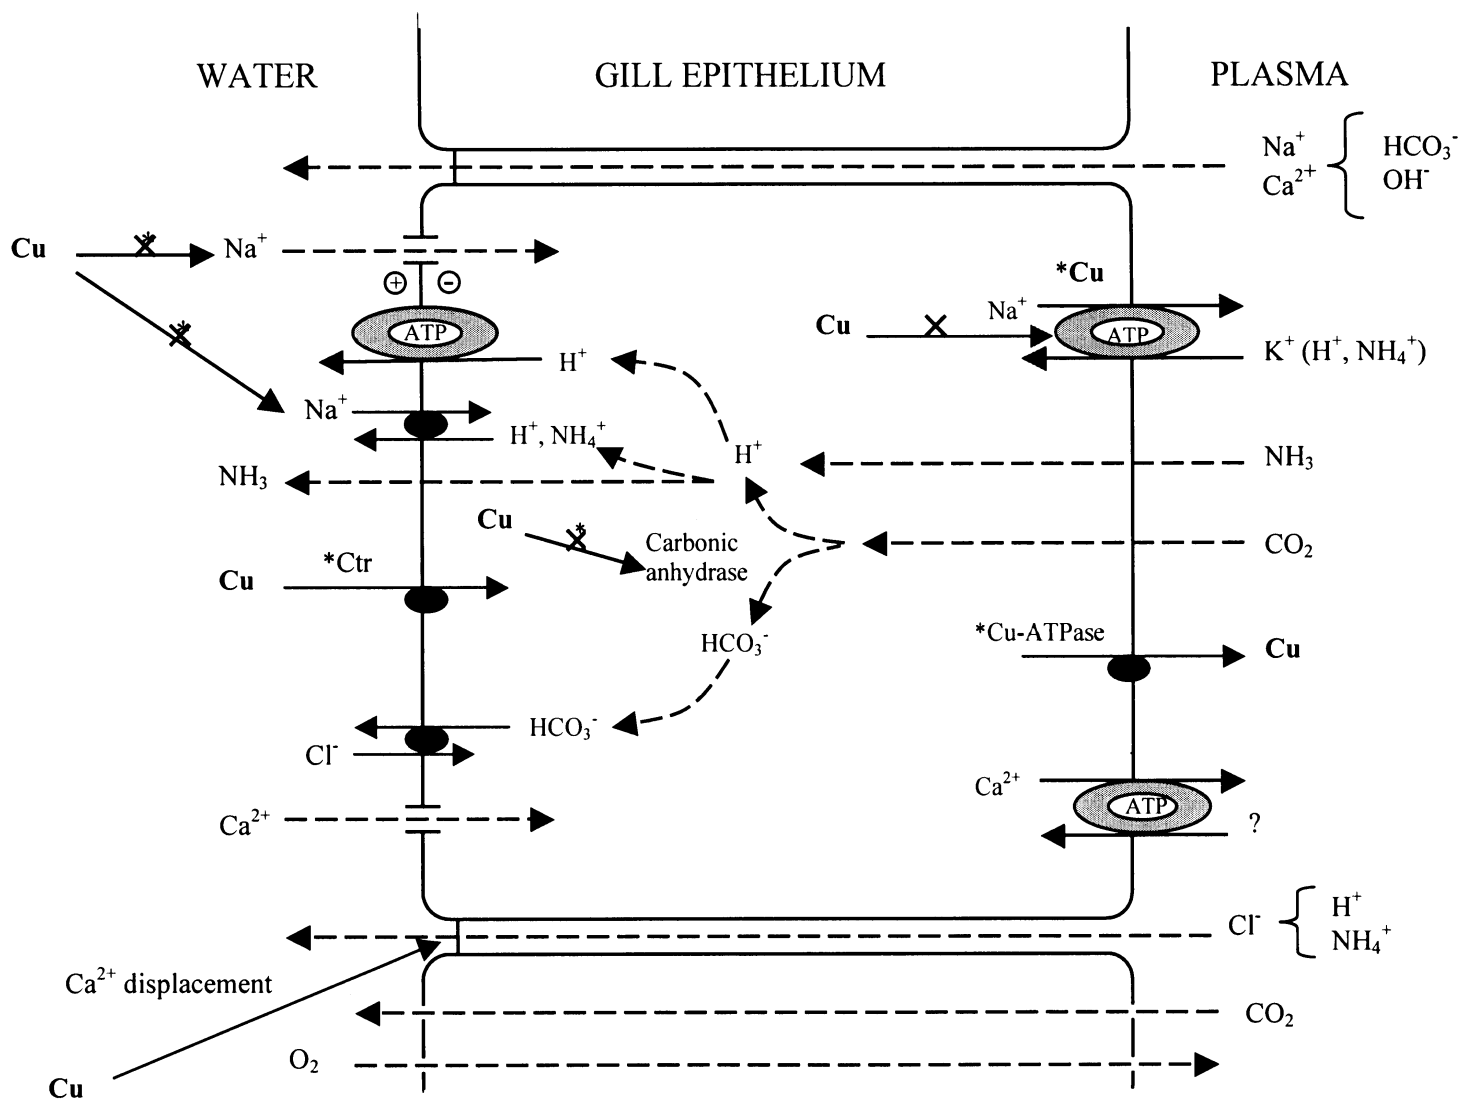 WATER GILL EPITHELIUM PLASMA
Na⁺ HCO₃⁻
Ca²⁺ OH⁻
Cu Na⁺
*Cu
+ −
Na⁺
ATP Cu ATP
H⁺ K⁺ (H⁺, NH₄⁺)
Na⁺
H⁺, NH₄⁺ H⁺ NH₃
NH₃
Cu
Carbonic CO₂
anhydrase
*Ctr
Cu
*Cu-ATPase
HCO₃⁻ Cu
HCO₃⁻
Cl⁻
Ca²⁺
ATP
Ca²⁺ ?
H⁺
Cl⁻
NH₄⁺
Ca²⁺ displacement
CO₂
O₂
Cu